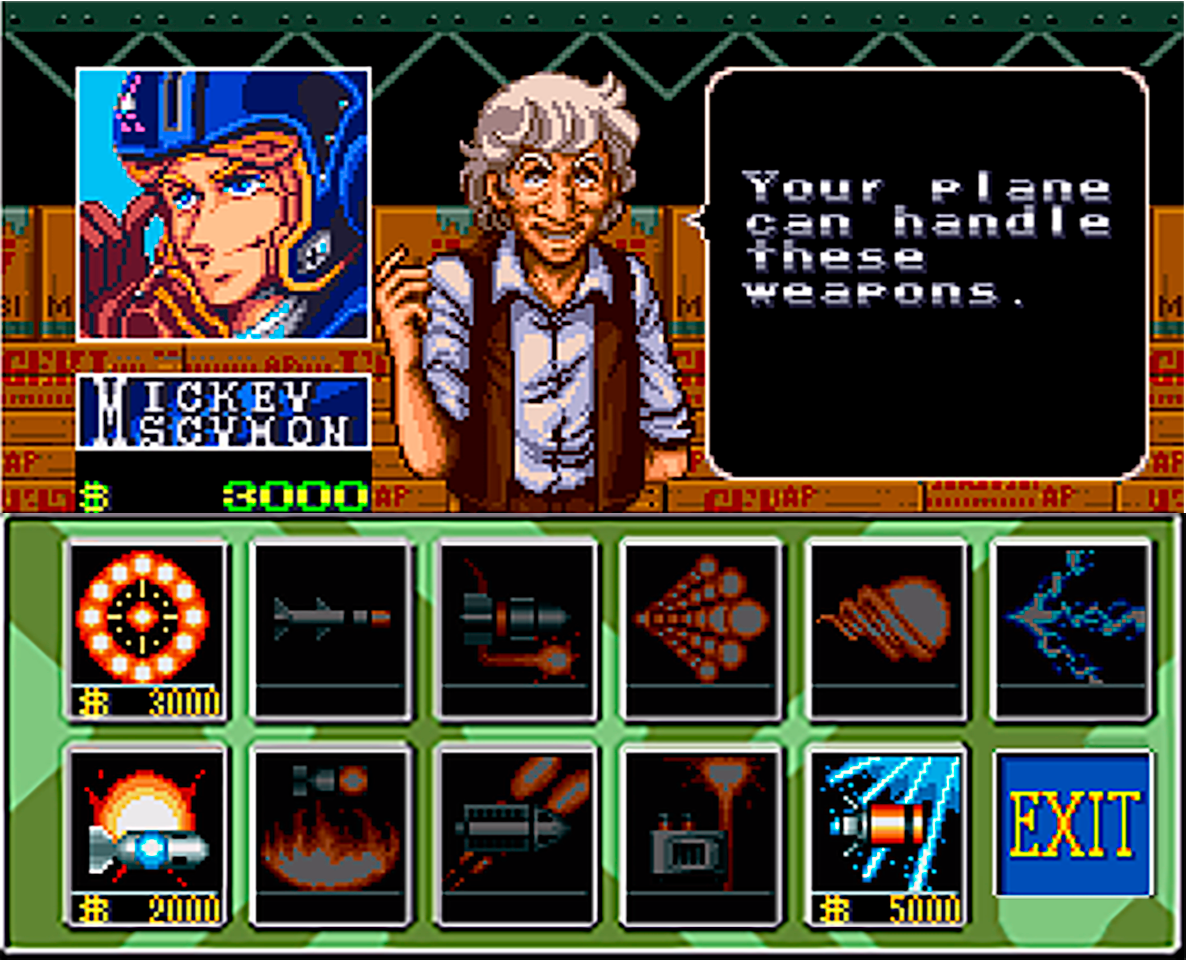 Your plane
can handle
these
weapons.
MICKEY
SCYMON
$ 3000
$ 3000
$ 2000
$ 5000
EXIT